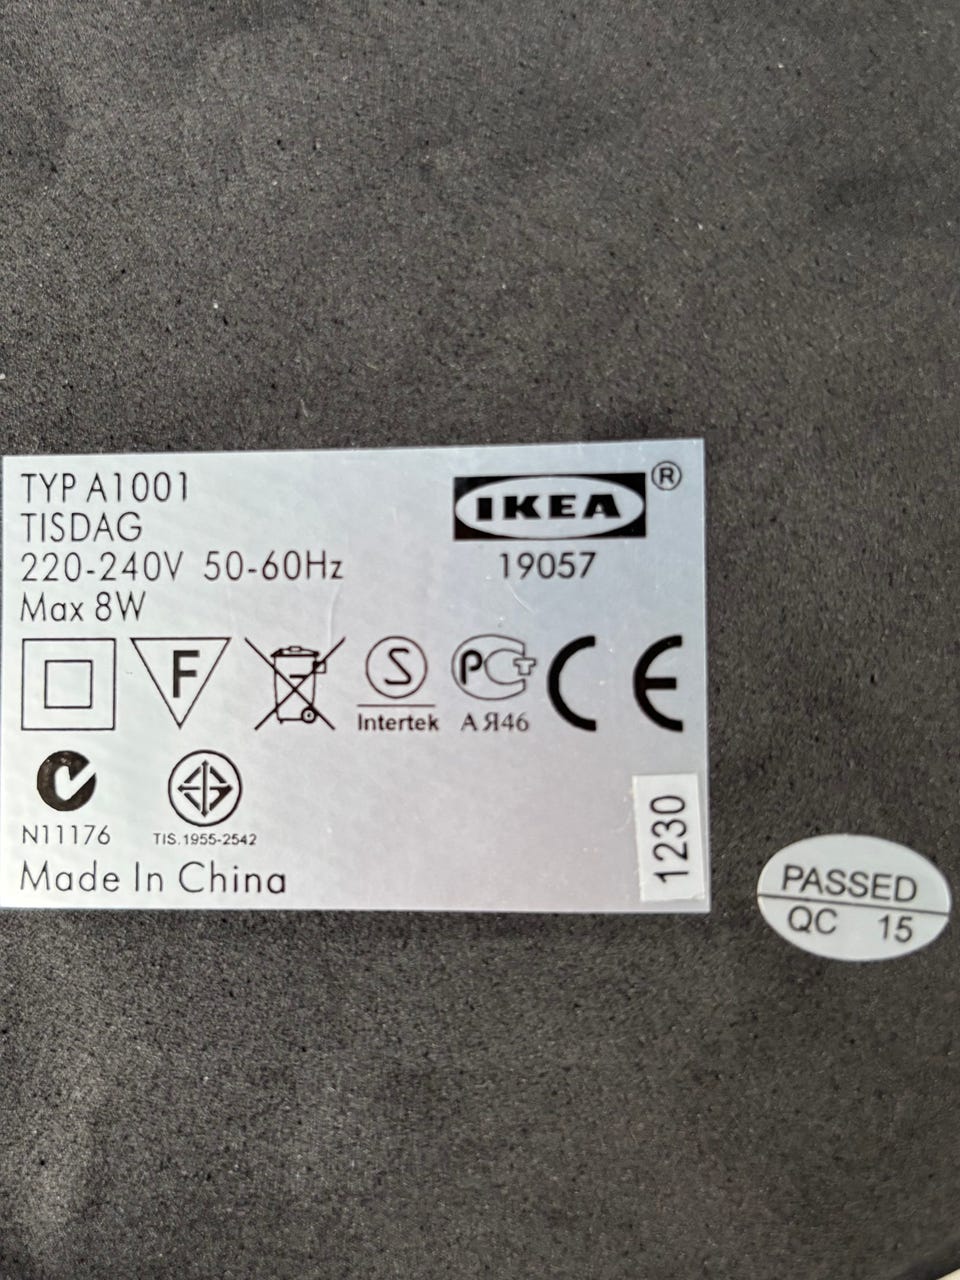 TYP A1001
TISDAG
220-240V 50-60Hz
Max 8W
IKEA ®
19057
F
S
Intertek
РСТ
АЯ46
CE
N11176
TIS.1955-2542
Made In China
1230
PASSED
QC 15